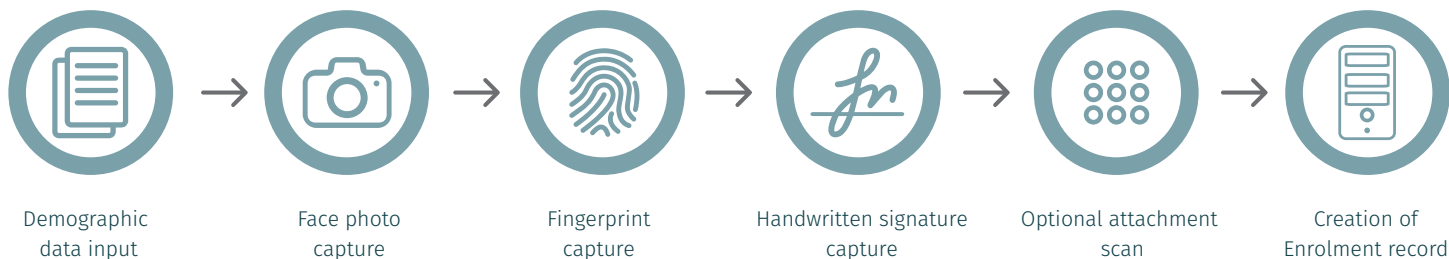 Demographic
data input
Face photo
capture
Fingerprint
capture
Handwritten signature
capture
Optional attachment
scan
Creation of
Enrolment record